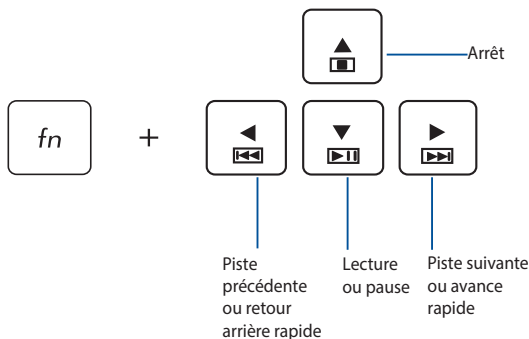 Arrêt
fn
+
Piste
précédente
ou retour
arrière rapide
Lecture
ou pause
Piste suivante
ou avance
rapide